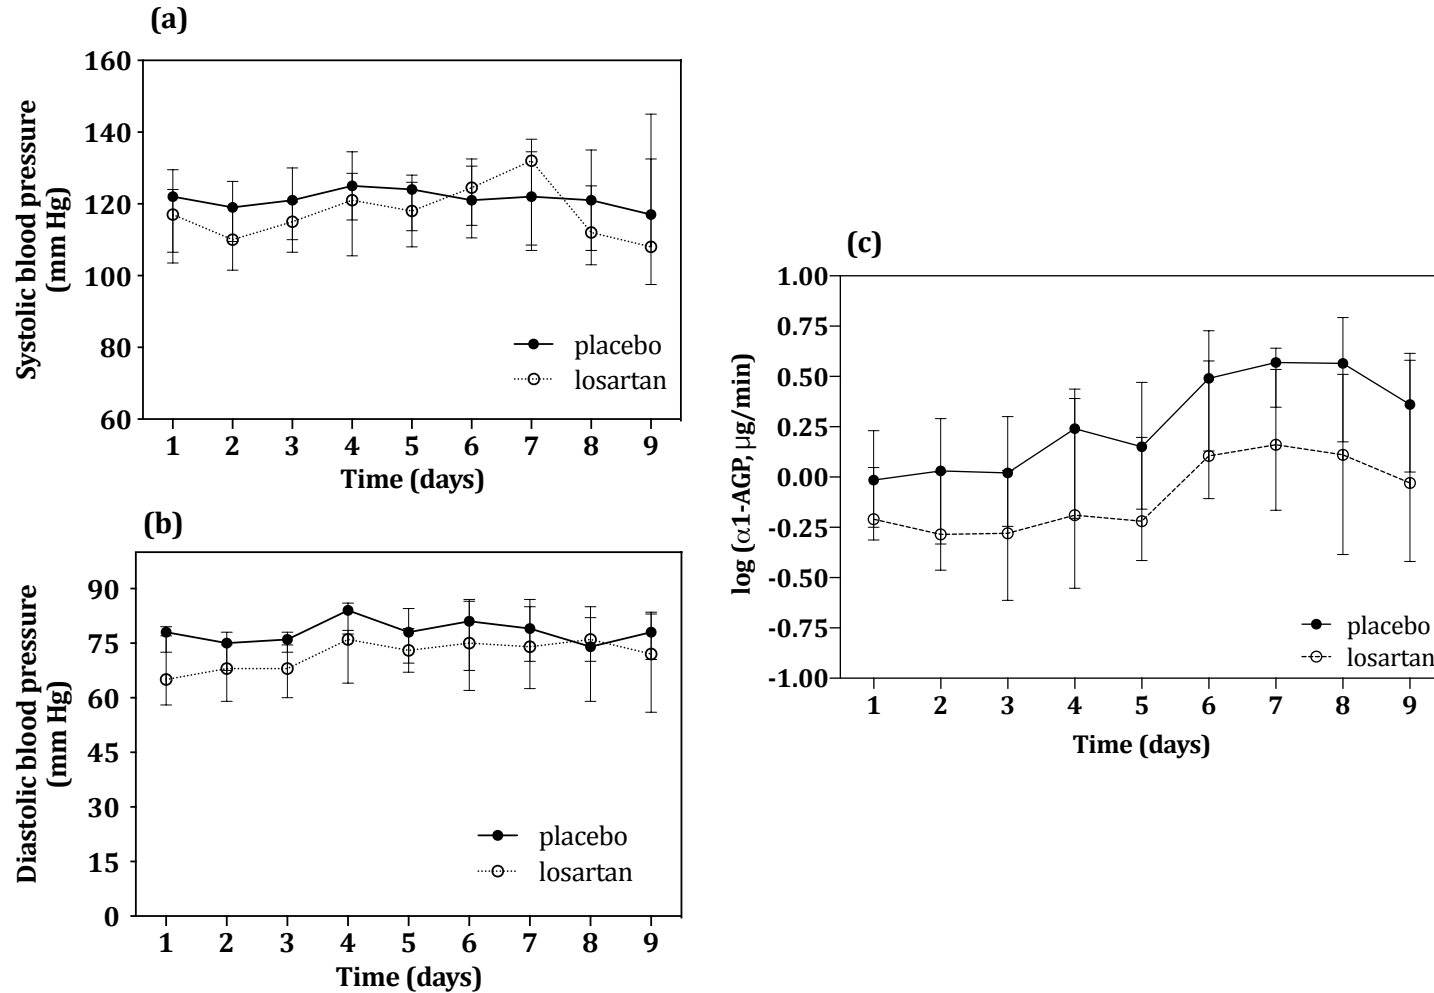 (a)
Systolic blood pressure
(mm Hg)
160
140
120
100
80
60
placebo
losartan
1 2 3 4 5 6 7 8 9
Time (days)
(b)
Diastolic blood pressure
(mm Hg)
90
75
60
45
30
15
0
placebo
losartan
1 2 3 4 5 6 7 8 9
Time (days)
(c)
log (α1-AGP, μg/min)
1.00
0.75
0.50
0.25
0.00
-0.25
-0.50
-0.75
-1.00
placebo
losartan
1 2 3 4 5 6 7 8 9
Time (days)